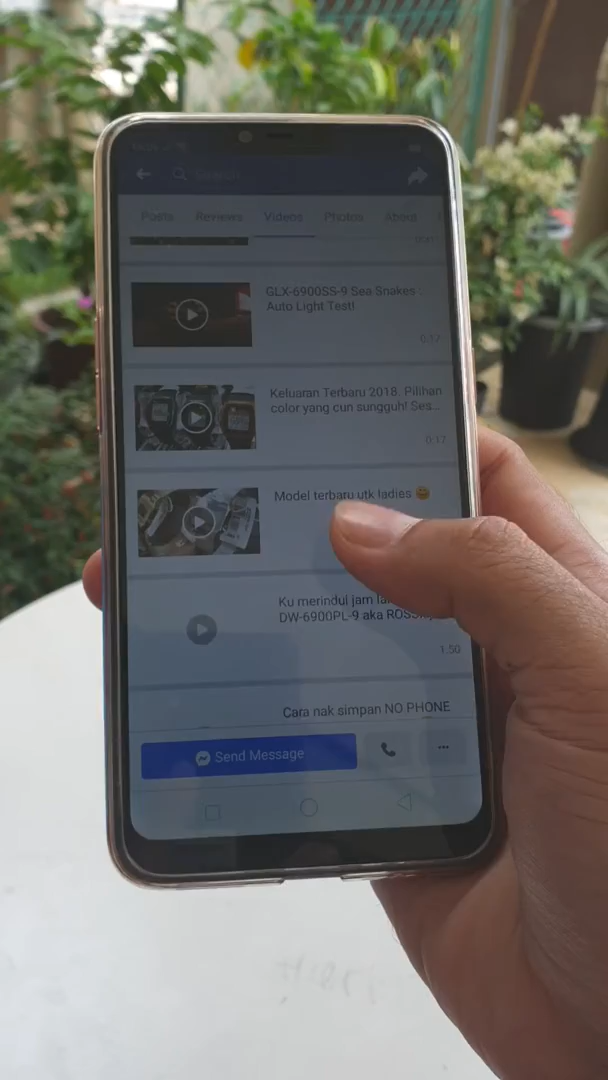 Search
Posts Reviews Videos Photos About
GLX-6900SS-9 Sea Snakes :
Auto Light Test!
0:37
Keluaran Terbaru 2018. Pilihan
color yang cun sungguh! Ses...
0:17
Model terbaru utk ladies 😊
Ku merindui jam
DW-6900PL-9 aka
1:50
Cara nak simpan NO PHONE
Send Message